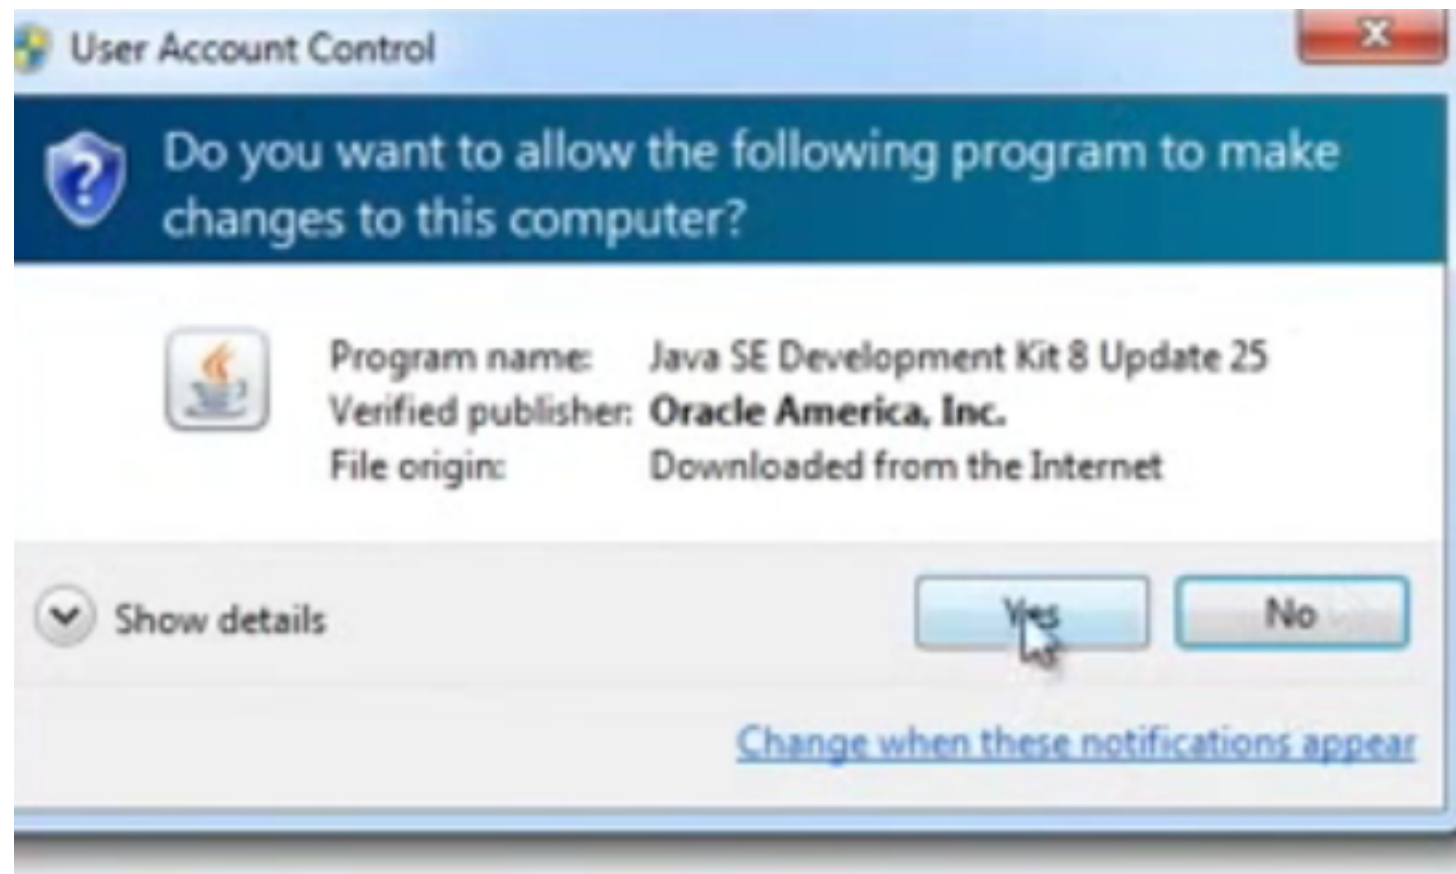 User Account Control
Do you want to allow the following program to make
changes to this computer?
Program name: Java SE Development Kit 8 Update 25
Verified publisher: Oracle America, Inc.
File origin: Downloaded from the Internet
Show details
Yes No
Change when these notifications appear